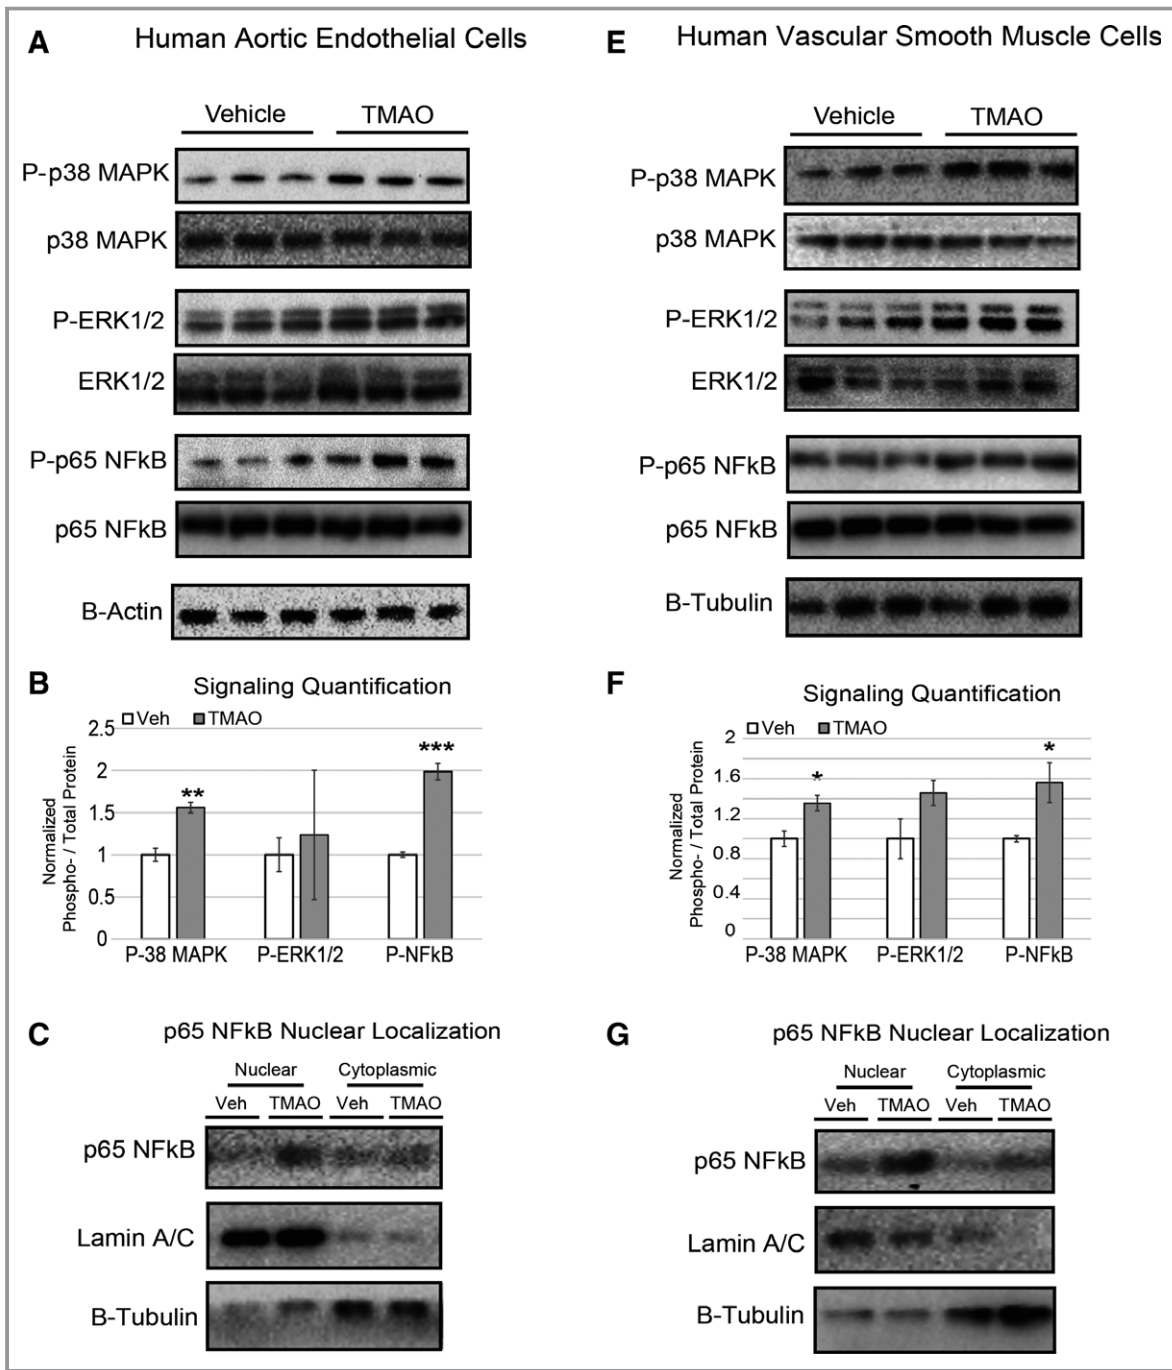 A Human Aortic Endothelial Cells
Vehicle TMAO
P-p38 MAPK
p38 MAPK
P-ERK1/2
ERK1/2
P-p65 NFkB
p65 NFkB
B-Actin
B Signaling Quantification
Veh TMAO
Normalized
Phospho- / Total Protein
2.5
2
1.5
1
0.5
0
** ***
P-38 MAPK P-ERK1/2 P-NFkB
C p65 NFkB Nuclear Localization
Nuclear Cytoplasmic
Veh TMAO Veh TMAO
p65 NFkB
Lamin A/C
B-Tubulin
E Human Vascular Smooth Muscle Cells
Vehicle TMAO
P-p38 MAPK
p38 MAPK
P-ERK1/2
ERK1/2
P-p65 NFkB
p65 NFkB
B-Tubulin
F Signaling Quantification
Veh TMAO
Normalized
Phospho- / Total Protein
2
1.6
1.2
0.8
0.4
0
* *
P-38 MAPK P-ERK1/2 P-NFkB
G p65 NFkB Nuclear Localization
Nuclear Cytoplasmic
Veh TMAO Veh TMAO
p65 NFkB
Lamin A/C
B-Tubulin